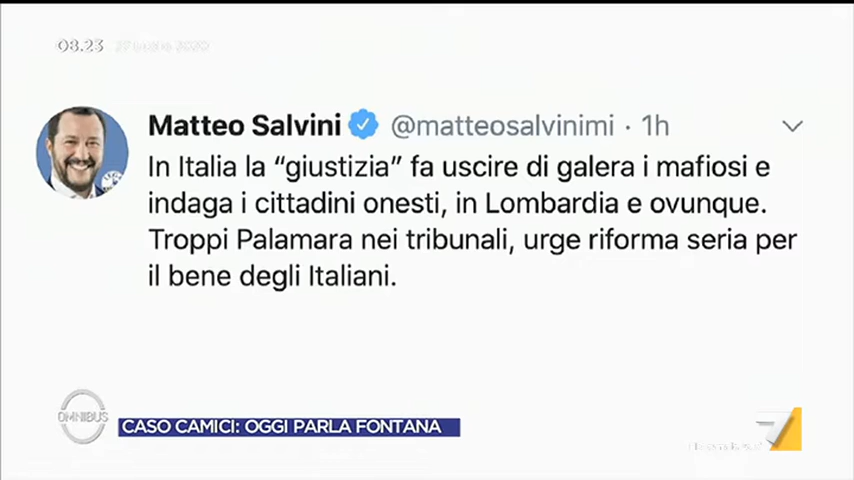 08.23
Matteo Salvini @matteosalvinimi · 1h
In Italia la “giustizia” fa uscire di galera i mafiosi e
indaga i cittadini onesti, in Lombardia e ovunque.
Troppi Palamara nei tribunali, urge riforma seria per
il bene degli Italiani.
OMNIBUS
CASO CAMICI: OGGI PARLA FONTANA
7